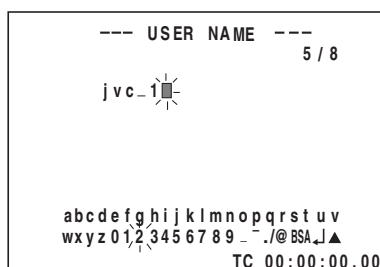 --- USER NAME ---
5/8
jvc_1
abcdefghijklmnopqrstuv
wxyz0123456789_-./@BSA↲▲
TC 00:00:00.00